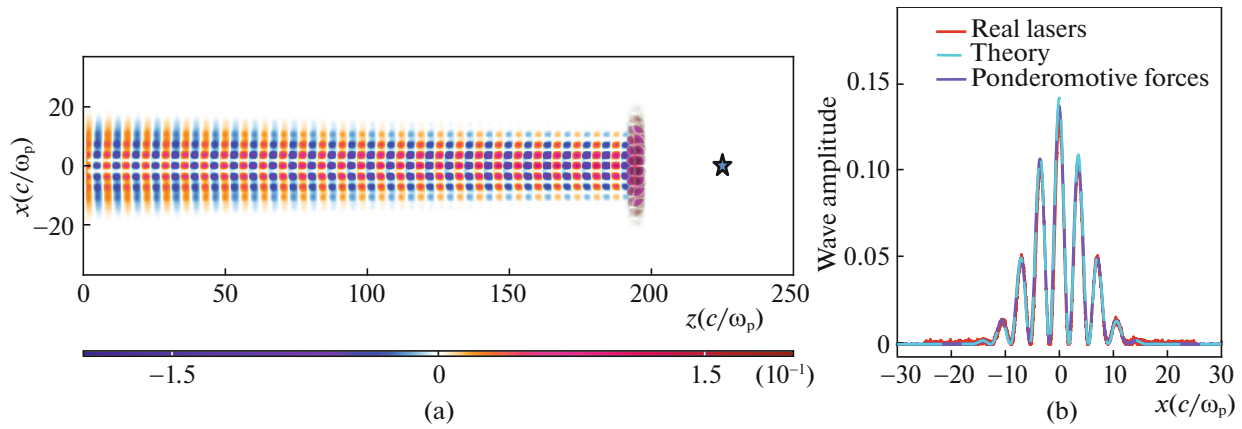 20
0
−20
x(c/ωp)
0
50
100
150
200
250
z(c/ωp)
−1.5
0
1.5
(10⁻¹)
(a)
Real lasers
Theory
Ponderomotive forces
0.15
0.10
0.05
0
Wave amplitude
−30
−20
−10
0
10
20
30
x(c/ωp)
(b)